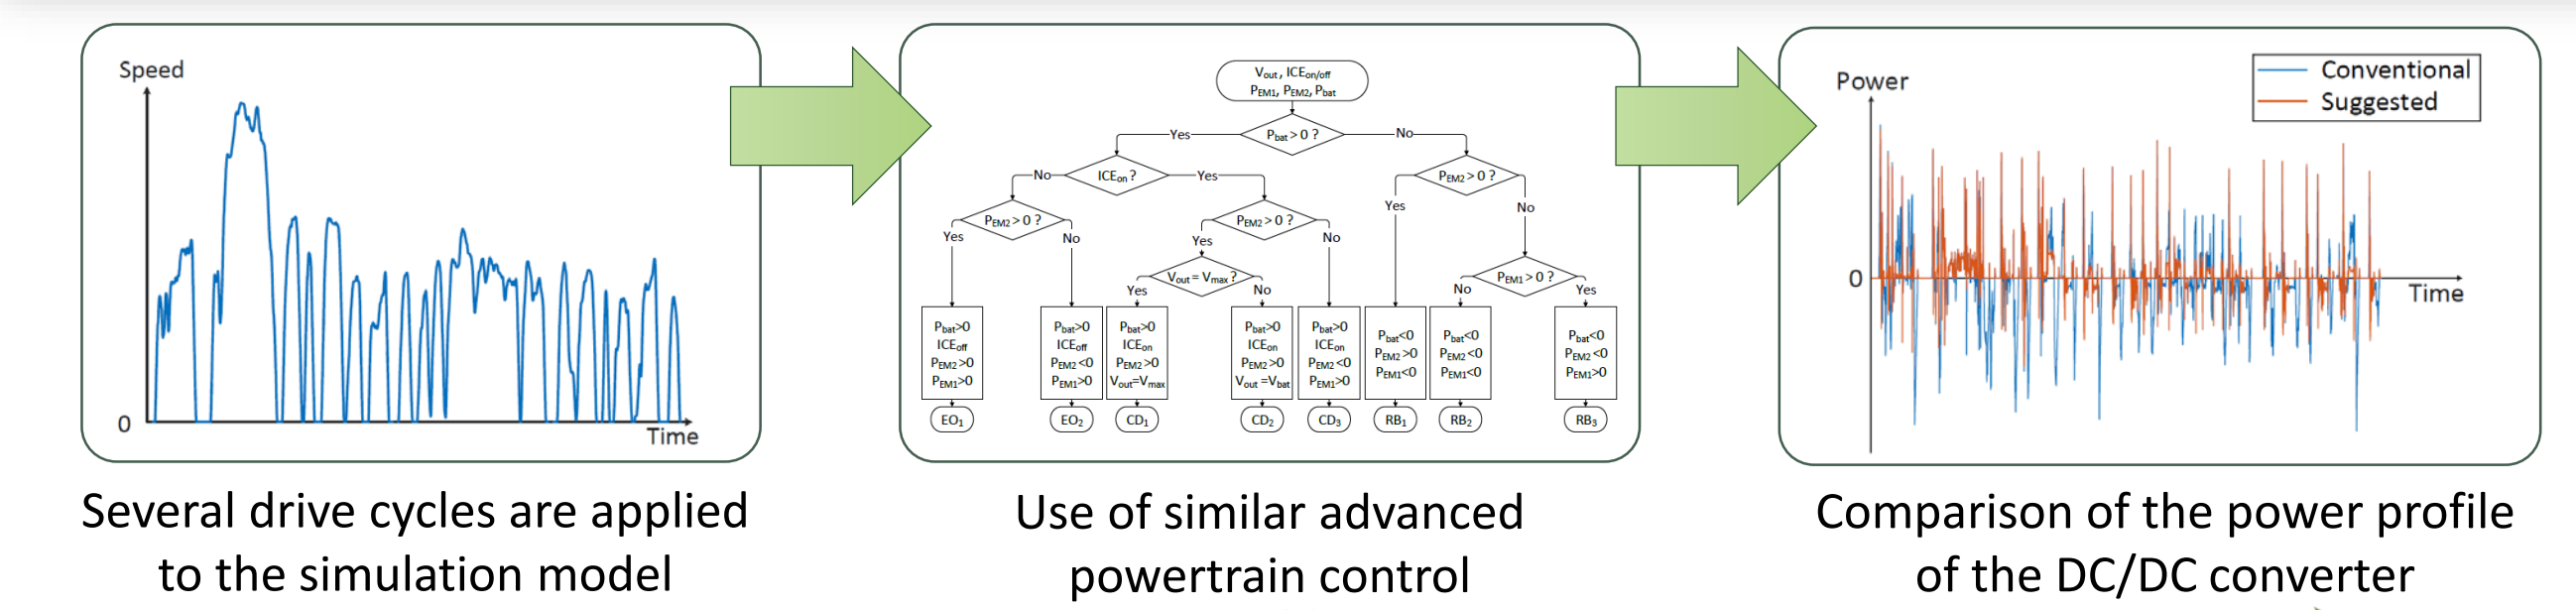 Speed
0
Time
Several drive cycles are applied
to the simulation model
Vout, ICEon/off
PEM1, PEM2, Pbat
Pbat > 0 ?
Yes
No
ICEon ?
No
Yes
PEM2 > 0 ?
Yes
No
PEM2 > 0 ?
Yes
No
PEM2 > 0 ?
Yes
No
Vout = Vmax ?
Yes
No
PEM1 > 0 ?
No
Yes
Pbat>0
ICEoff
PEM2 >0
PEM1>0
EO1
Pbat>0
ICEoff
PEM2 <0
PEM1>0
EO2
Pbat>0
ICEon
PEM2 >0
Vout=Vmax
CD1
Pbat>0
ICEon
PEM2 >0
Vout =Vbat
CD2
Pbat>0
ICEon
PEM2 <0
PEM1>0
CD3
Pbat<0
PEM2 >0
PEM1<0
RB1
Pbat<0
PEM2 <0
PEM1<0
RB2
Pbat<0
PEM2 <0
PEM1>0
RB3
Use of similar advanced
powertrain control
Power
Conventional
Suggested
0
Time
Comparison of the power profile
of the DC/DC converter